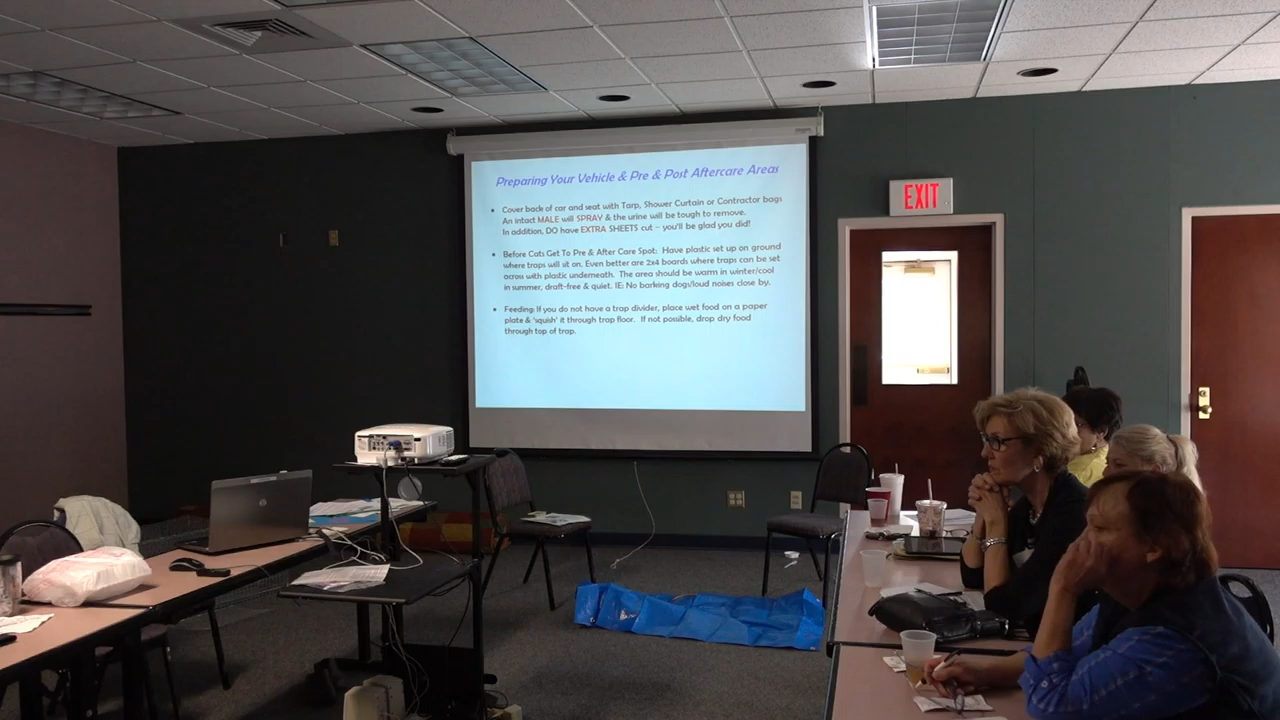 Preparing Your Vehicle & Pre & Post Aftercare Areas
• Cover back of car and seat with Tarp, Shower Curtain or Contractor bags
An intact MALE will SPRAY & the urine will be tough to remove.
In addition, DO have EXTRA SHEETS cut – you'll be glad you did!
• Before Cats Get To Pre & After Care Spot: Have plastic set up on ground
where traps will sit on. Even better are 2x4 boards where traps can be set
across with plastic underneath. The area should be warm in winter/cool
in summer, draft-free & quiet. IE: No barking dogs/loud noises close by.
• Feeding: If you do not have a trap divider, place wet food on a paper
plate & 'squish' it through trap floor. If not possible, drop dry food
through top of trap.
EXIT